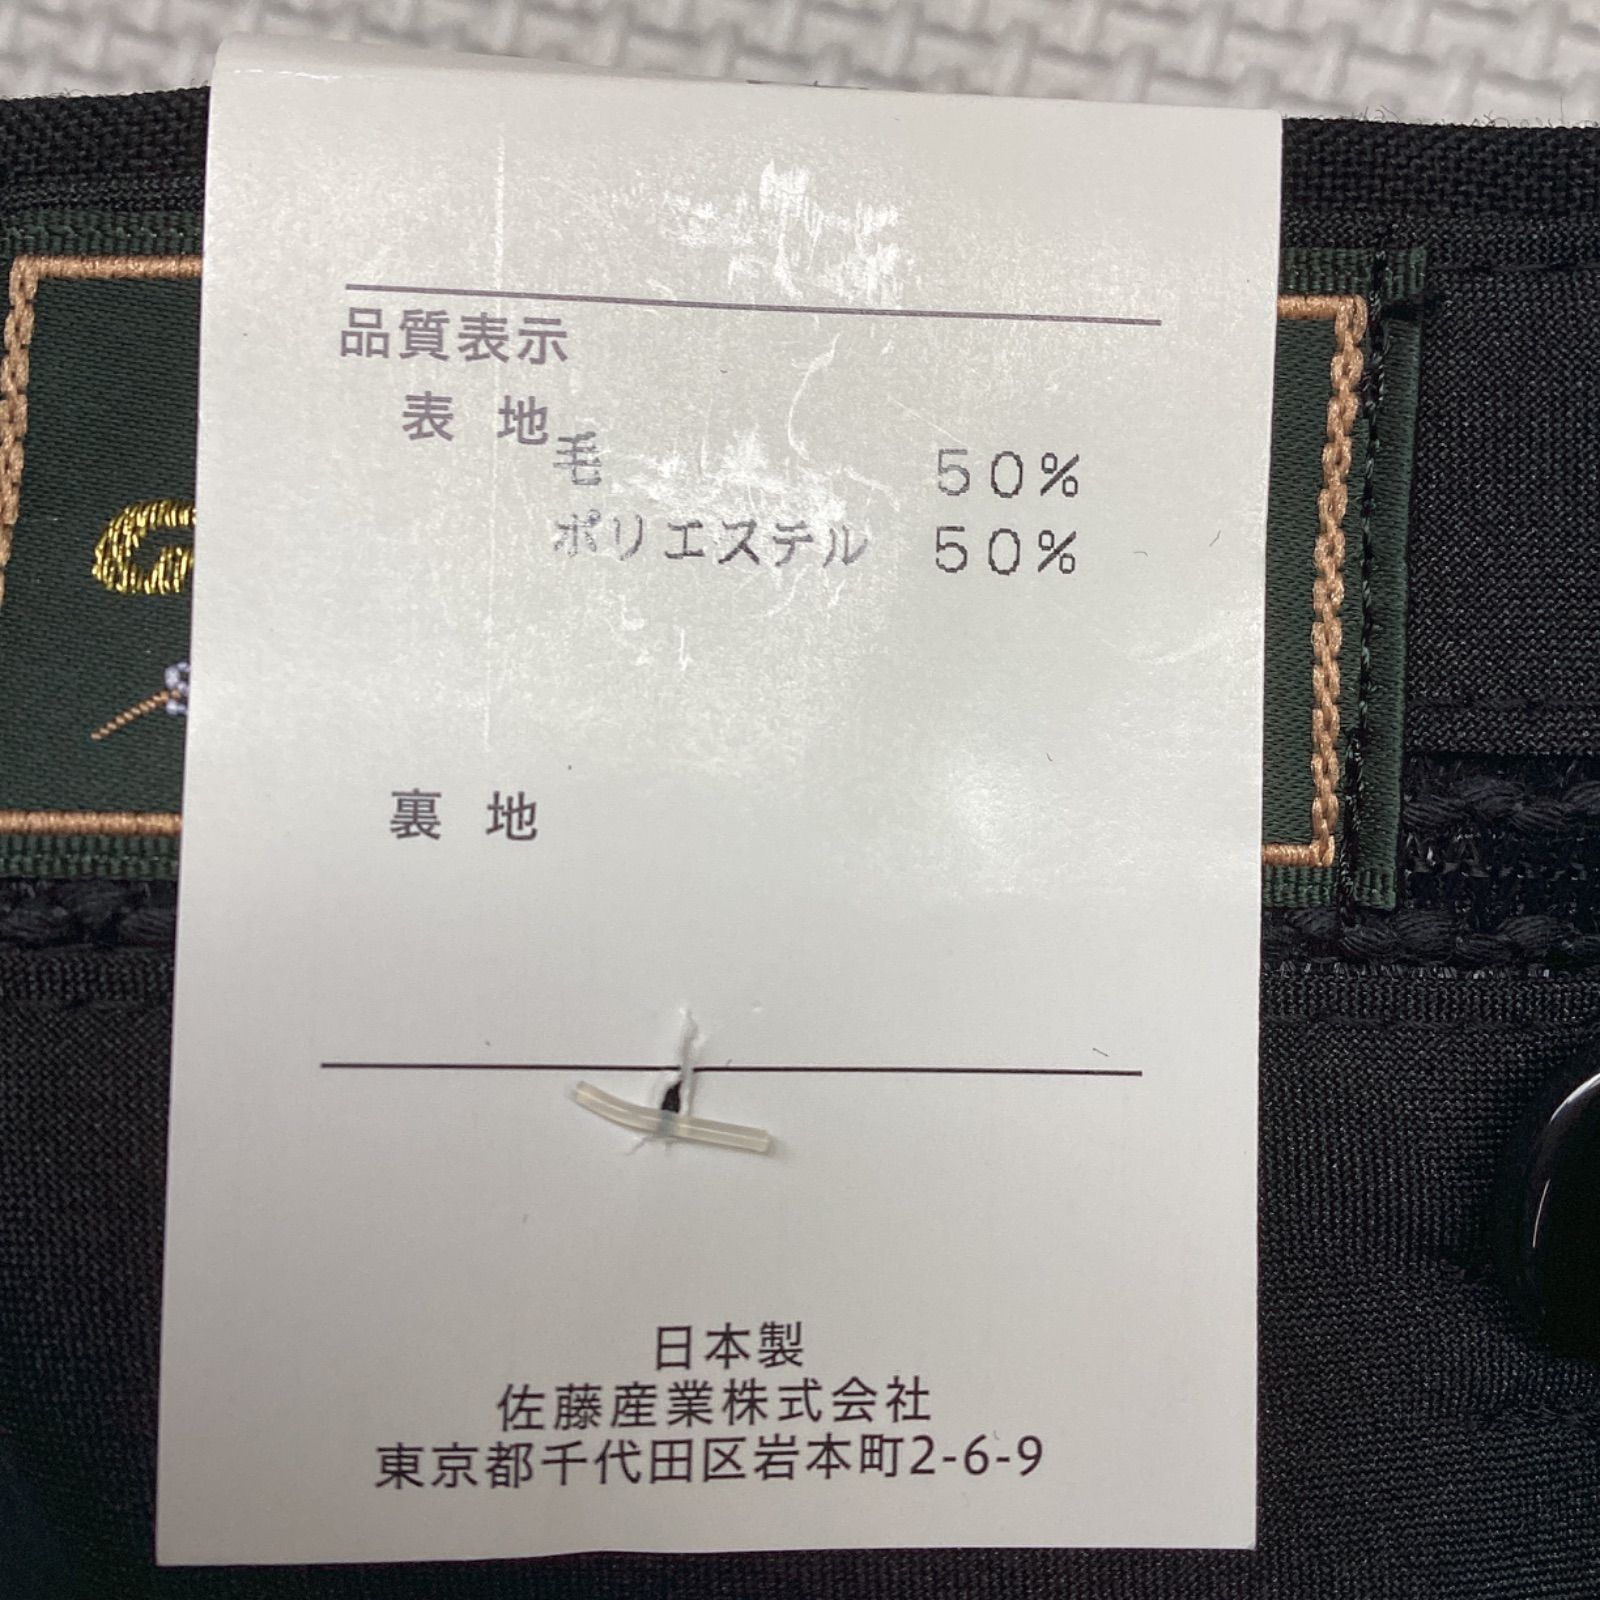 品質表示
表 地
毛 50%
ポリエステル 50%
裏 地
日本製
佐藤産業株式会社
東京都千代田区岩本町2-6-9
G